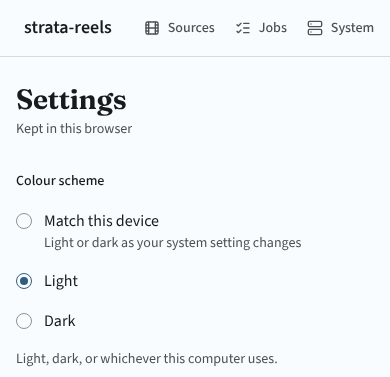 strata-reels Sources Jobs System
Settings
Kept in this browser
Colour scheme
Match this device
Light or dark as your system setting changes
Light
Dark
Light, dark, or whichever this computer uses.